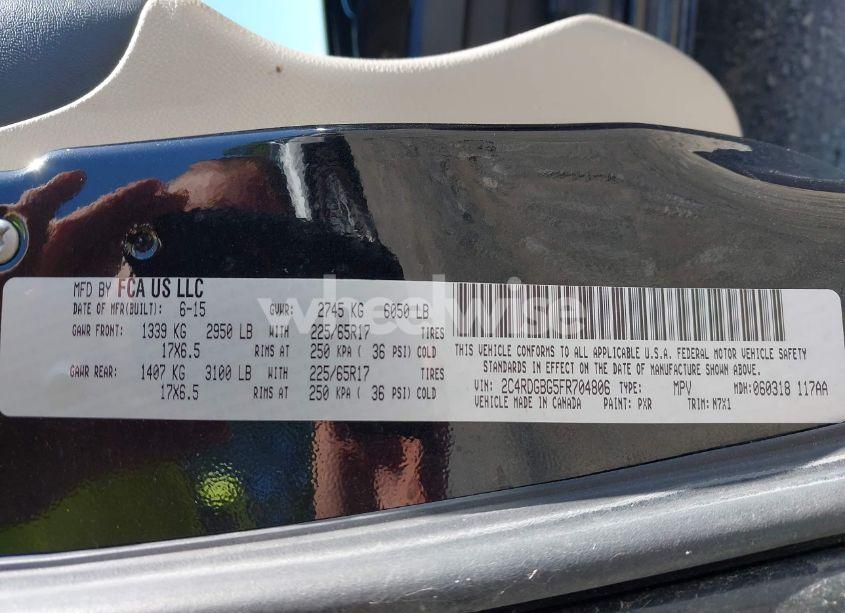 MFD BY FCA US LLC
DATE OF MFR(BUILT): 6-15 GVWR: 2745 KG 6050 LB
GAWR FRONT: 1339 KG 2950 LB WITH 225/65R17 TIRES
17X6.5 RIMS AT 250 KPA ( 36 PSI) COLD
GAWR REAR: 1407 KG 3100 LB WITH 225/65R17 TIRES
17X6.5 RIMS AT 250 KPA ( 36 PSI) COLD
THIS VEHICLE CONFORMS TO ALL APPLICABLE U.S.A. FEDERAL MOTOR VEHICLE SAFETY
STANDARDS IN EFFECT ON THE DATE OF MANUFACTURE SHOWN ABOVE.
VIN: 2C4RDGBG5FR704806 TYPE: MPV MDH: 060318 117AA
VEHICLE MADE IN CANADA PAINT: PXR TRIM: N7X1
wheelwise